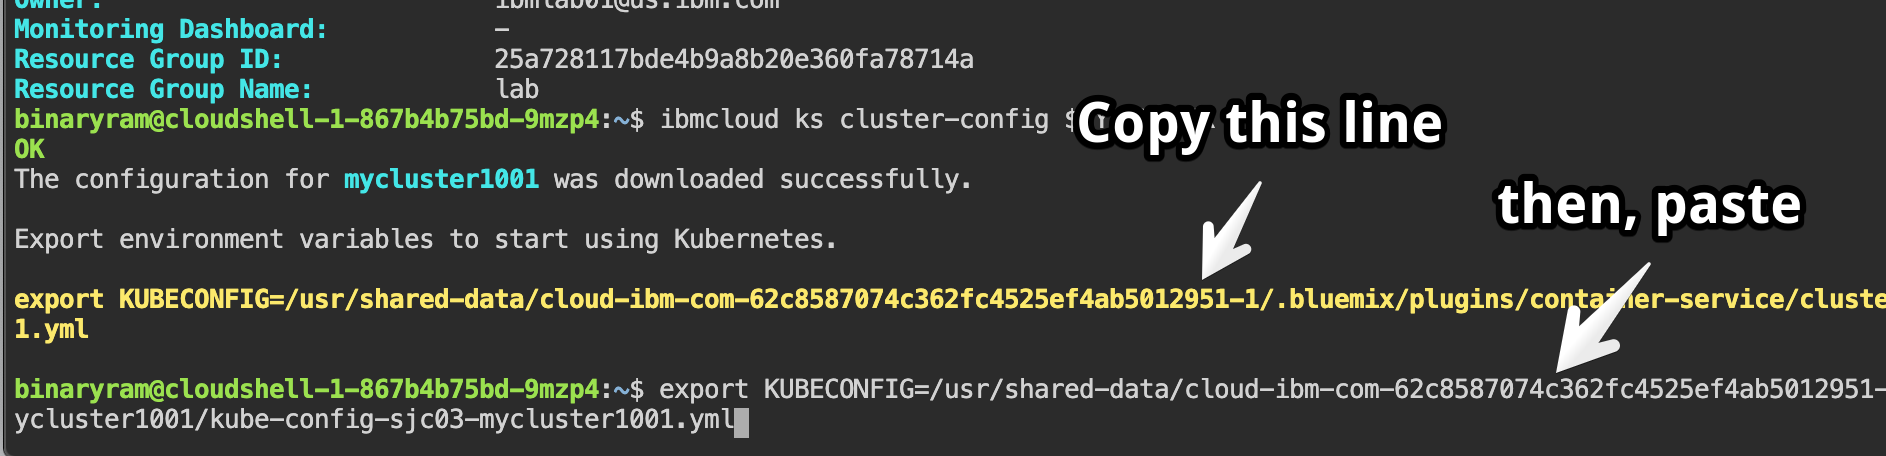 Owner: ibmlab01@us.ibm.com
Monitoring Dashboard: -
Resource Group ID: 25a728117bde4b9a8b20e360fa78714a
Resource Group Name: lab
binaryram@cloudshell-1-867b4b75bd-9mzp4:~$ ibmcloud ks cluster-config $
Copy this line
OK
The configuration for mycluster1001 was downloaded successfully.
then, paste
Export environment variables to start using Kubernetes.
export KUBECONFIG=/usr/shared-data/cloud-ibm-com-62c8587074c362fc4525ef4ab5012951-1/.bluemix/plugins/container-service/cluste
1.yml
binaryram@cloudshell-1-867b4b75bd-9mzp4:~$ export KUBECONFIG=/usr/shared-data/cloud-ibm-com-62c8587074c362fc4525ef4ab5012951-
ycluster1001/kube-config-sjc03-mycluster1001.yml